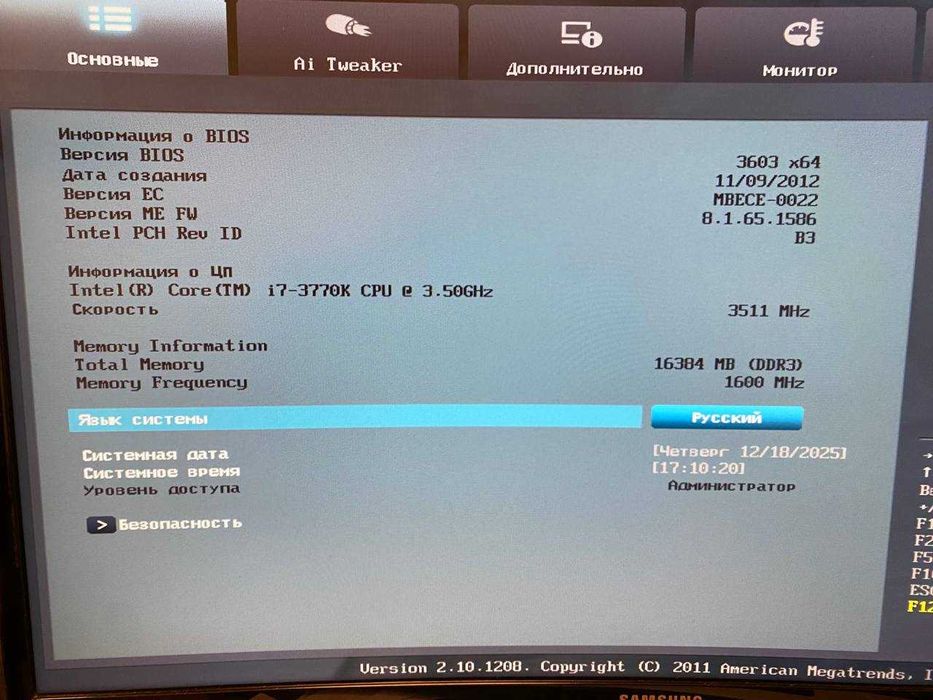 Основные
Ai Tweaker
Дополнительно
Монитор
Информация о BIOS
Версия BIOS 3603 x64
Дата создания 11/09/2012
Версия EC MBECE-0022
Версия ME FW 8.1.65.1586
Intel PCH Rev ID B3
Информация о ЦП
Intel(R) Core(TM) i7-3770K CPU @ 3.50GHz
Скорость 3511 MHz
Memory Information
Total Memory 16384 MB (DDR3)
Memory Frequency 1600 MHz
Язык системы Русский
Системная дата [Четверг 12/18/2025]
Системное время [17:10:20]
Уровень доступа Администратор
> Безопасность
F12
Version 2.10.1208. Copyright (C) 2011 American Megatrends,
SAMSUNG